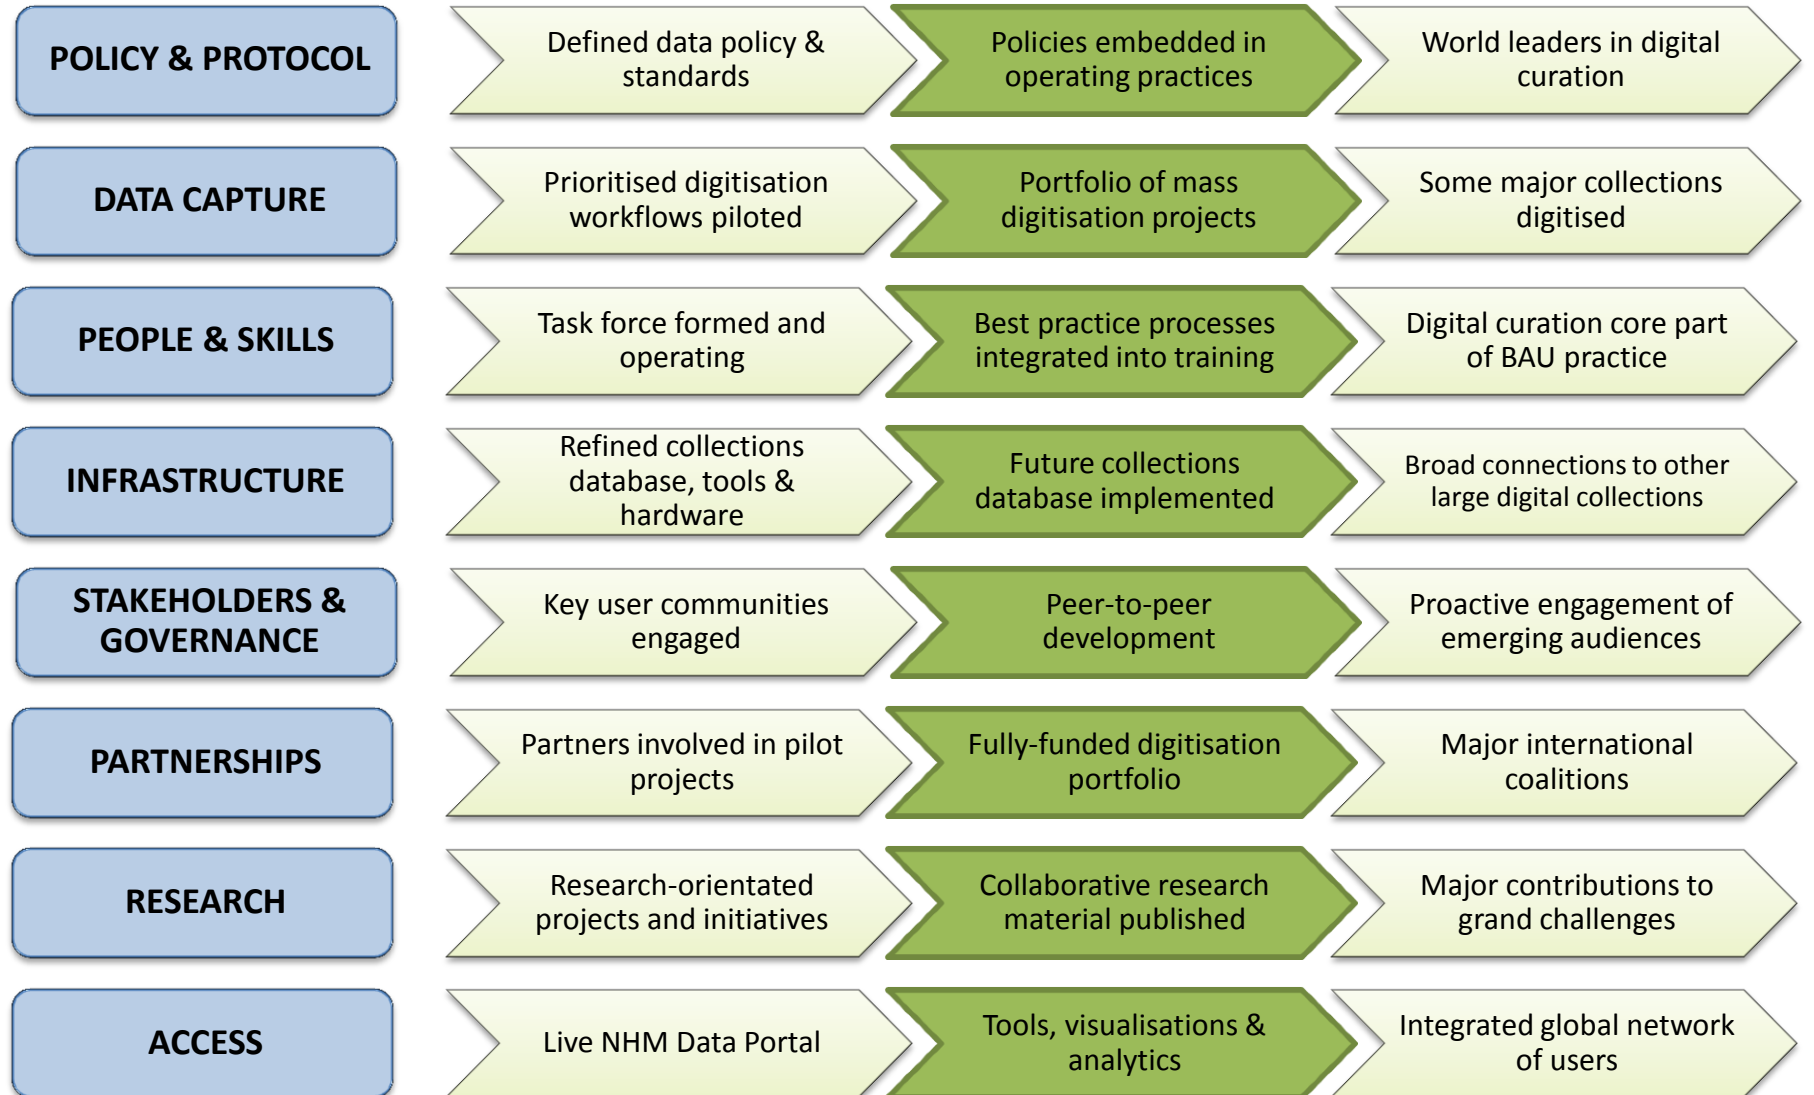 POLICY & PROTOCOL
Defined data policy &
standards
Policies embedded in
operating practices
World leaders in digital
curation
DATA CAPTURE
Prioritised digitisation
workflows piloted
Portfolio of mass
digitisation projects
Some major collections
digitised
PEOPLE & SKILLS
Task force formed and
operating
Best practice processes
integrated into training
Digital curation core part
of BAU practice
INFRASTRUCTURE
Refined collections
database, tools &
hardware
Future collections
database implemented
Broad connections to other
large digital collections
STAKEHOLDERS &
GOVERNANCE
Key user communities
engaged
Peer-to-peer
development
Proactive engagement of
emerging audiences
PARTNERSHIPS
Partners involved in pilot
projects
Fully-funded digitisation
portfolio
Major international
coalitions
RESEARCH
Research-orientated
projects and initiatives
Collaborative research
material published
Major contributions to
grand challenges
ACCESS
Live NHM Data Portal
Tools, visualisations &
analytics
Integrated global network
of users